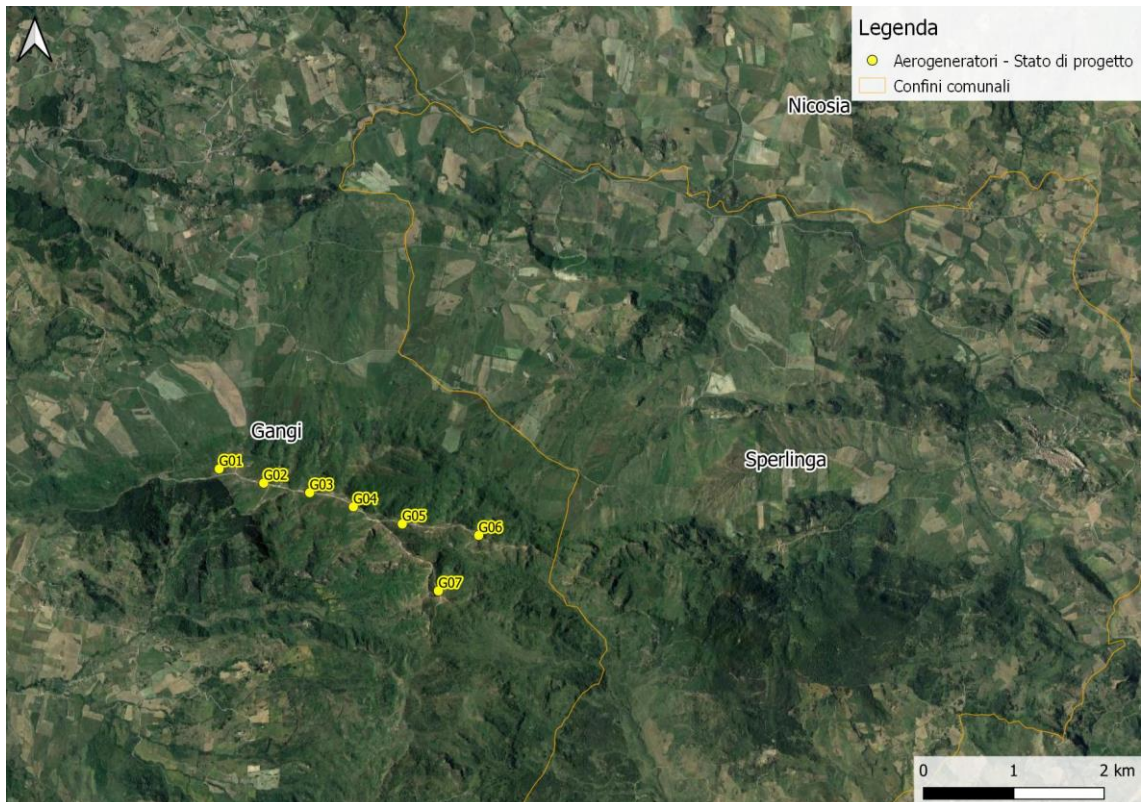 Legenda
Aerogeneratori - Stato di progetto
Confini comunali
Nicosia
Gangi
Sperlinga
G01
G02
G03
G04
G05
G06
G07
0 1 2 km